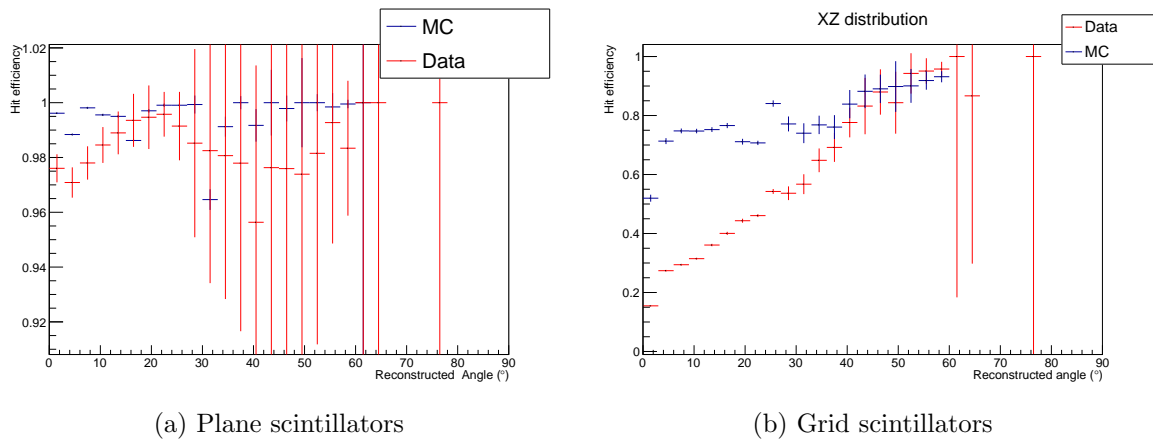 MC
Data
Hit efficiency
1.02
1
0.98
0.96
0.94
0.92
0 10 20 30 40 50 60 70 80 90
Reconstructed Angle (°)
(a) Plane scintillators
XZ distribution
Data
MC
Hit efficiency
1
0.8
0.6
0.4
0.2
0
0 10 20 30 40 50 60 70 80 90
Reconstructed angle (°)
(b) Grid scintillators